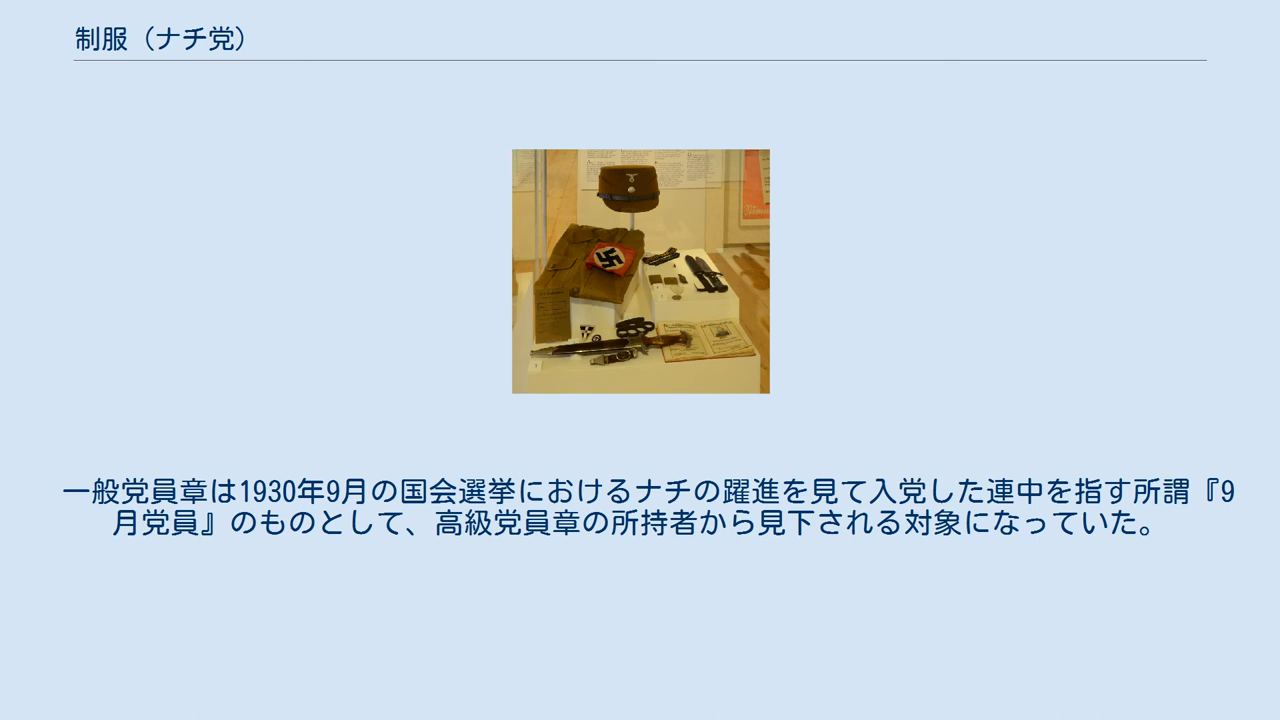 制服（ナチ党）
一般党員章は1930年9月の国会選挙におけるナチの躍進を見て入党した連中を指す所謂『9
月党員』のものとして、高級党員章の所持者から見下される対象になっていた。